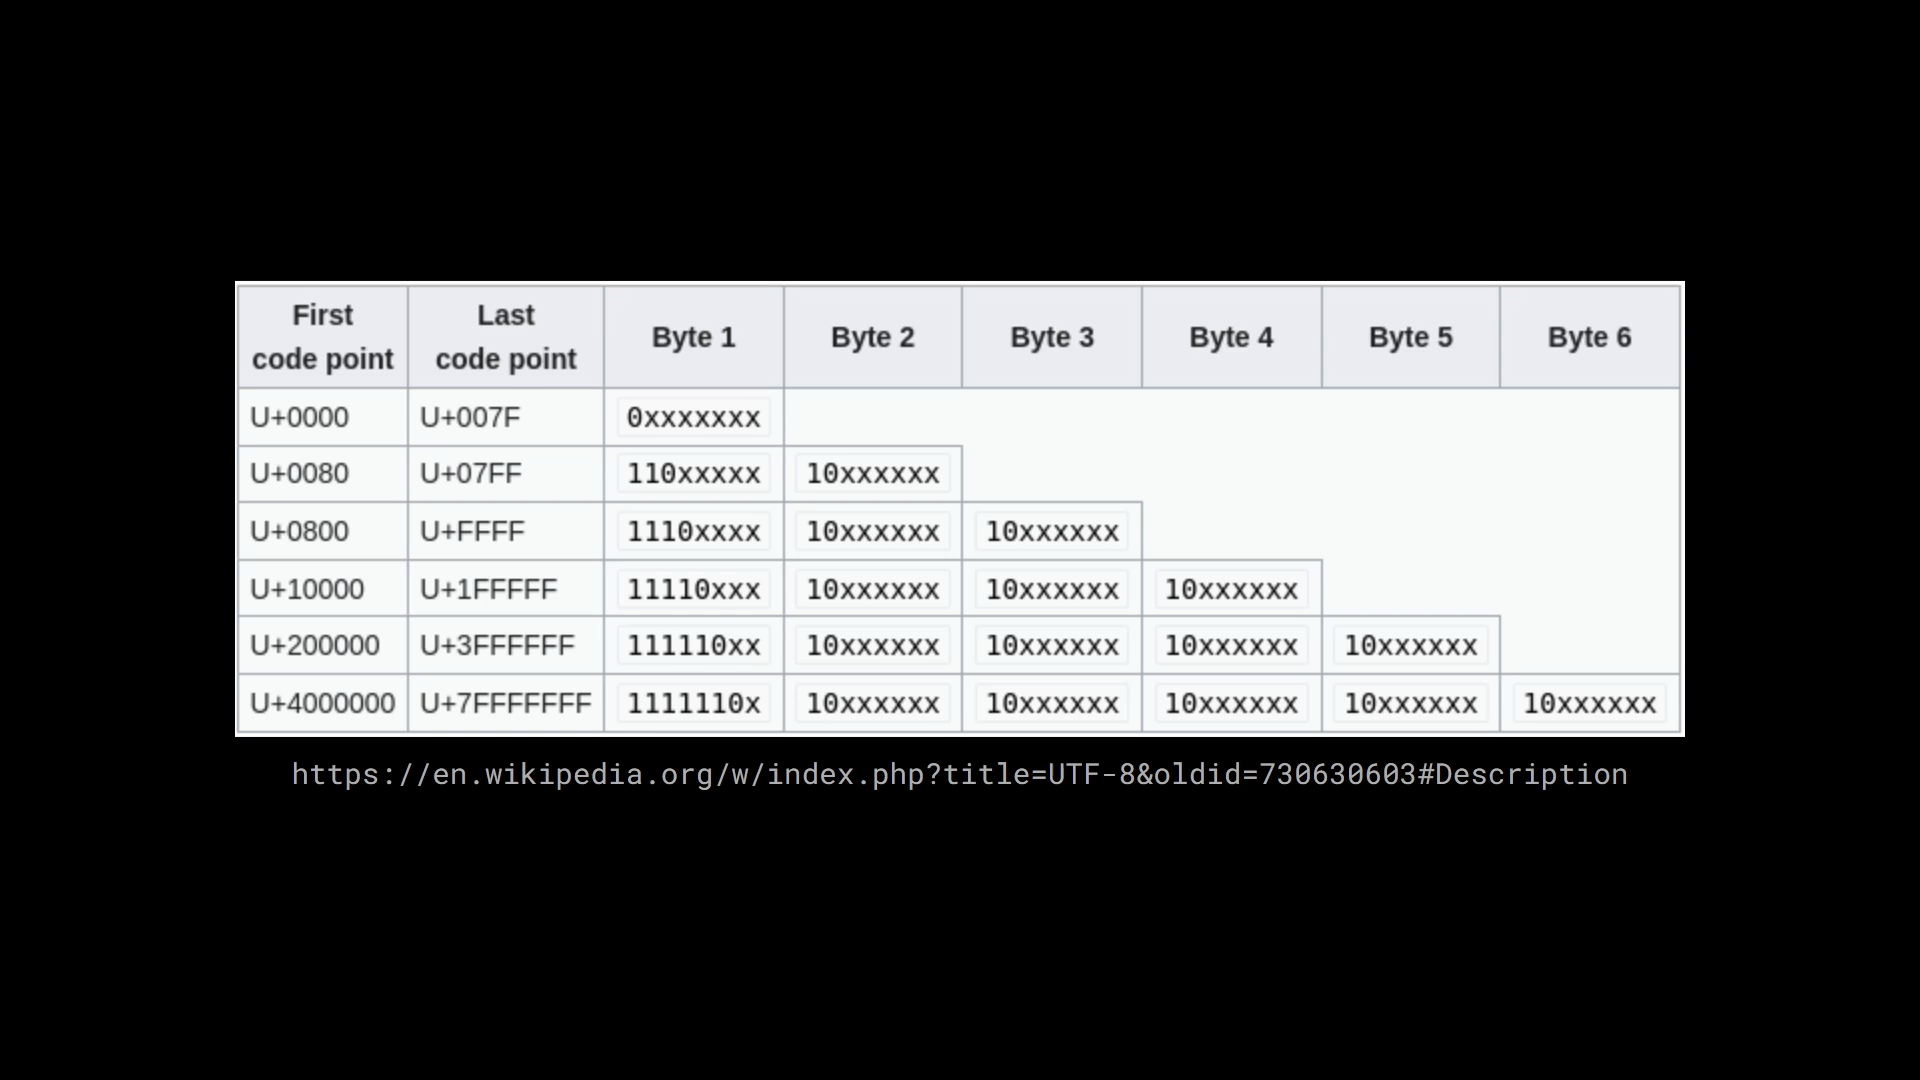 First code point Last code point Byte 1 Byte 2 Byte 3 Byte 4 Byte 5 Byte 6
U+0000 U+007F 0xxxxxxx
U+0080 U+07FF 110xxxxx 10xxxxxx
U+0800 U+FFFF 1110xxxx 10xxxxxx 10xxxxxx
U+10000 U+1FFFFF 11110xxx 10xxxxxx 10xxxxxx 10xxxxxx
U+200000 U+3FFFFFF 111110xx 10xxxxxx 10xxxxxx 10xxxxxx 10xxxxxx
U+4000000 U+7FFFFFFF 1111110x 10xxxxxx 10xxxxxx 10xxxxxx 10xxxxxx 10xxxxxx
https://en.wikipedia.org/w/index.php?title=UTF-8&oldid=730630603#Description